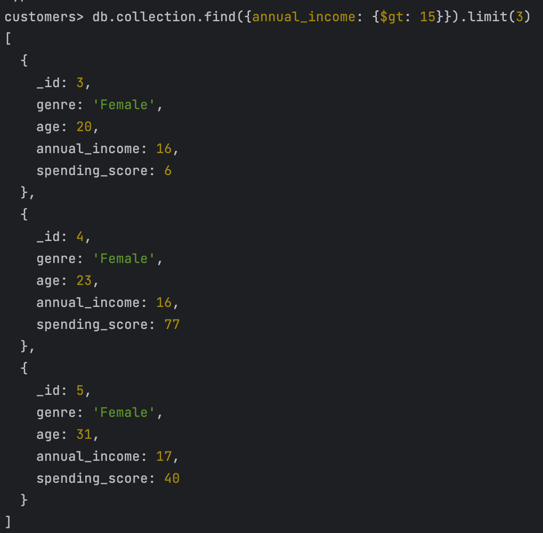 customers> db.collection.find({annual_income: {$gt: 15}}).limit(3)
[
  {
    _id: 3,
    genre: 'Female',
    age: 20,
    annual_income: 16,
    spending_score: 6
  },
  {
    _id: 4,
    genre: 'Female',
    age: 23,
    annual_income: 16,
    spending_score: 77
  },
  {
    _id: 5,
    genre: 'Female',
    age: 31,
    annual_income: 17,
    spending_score: 40
  }
]